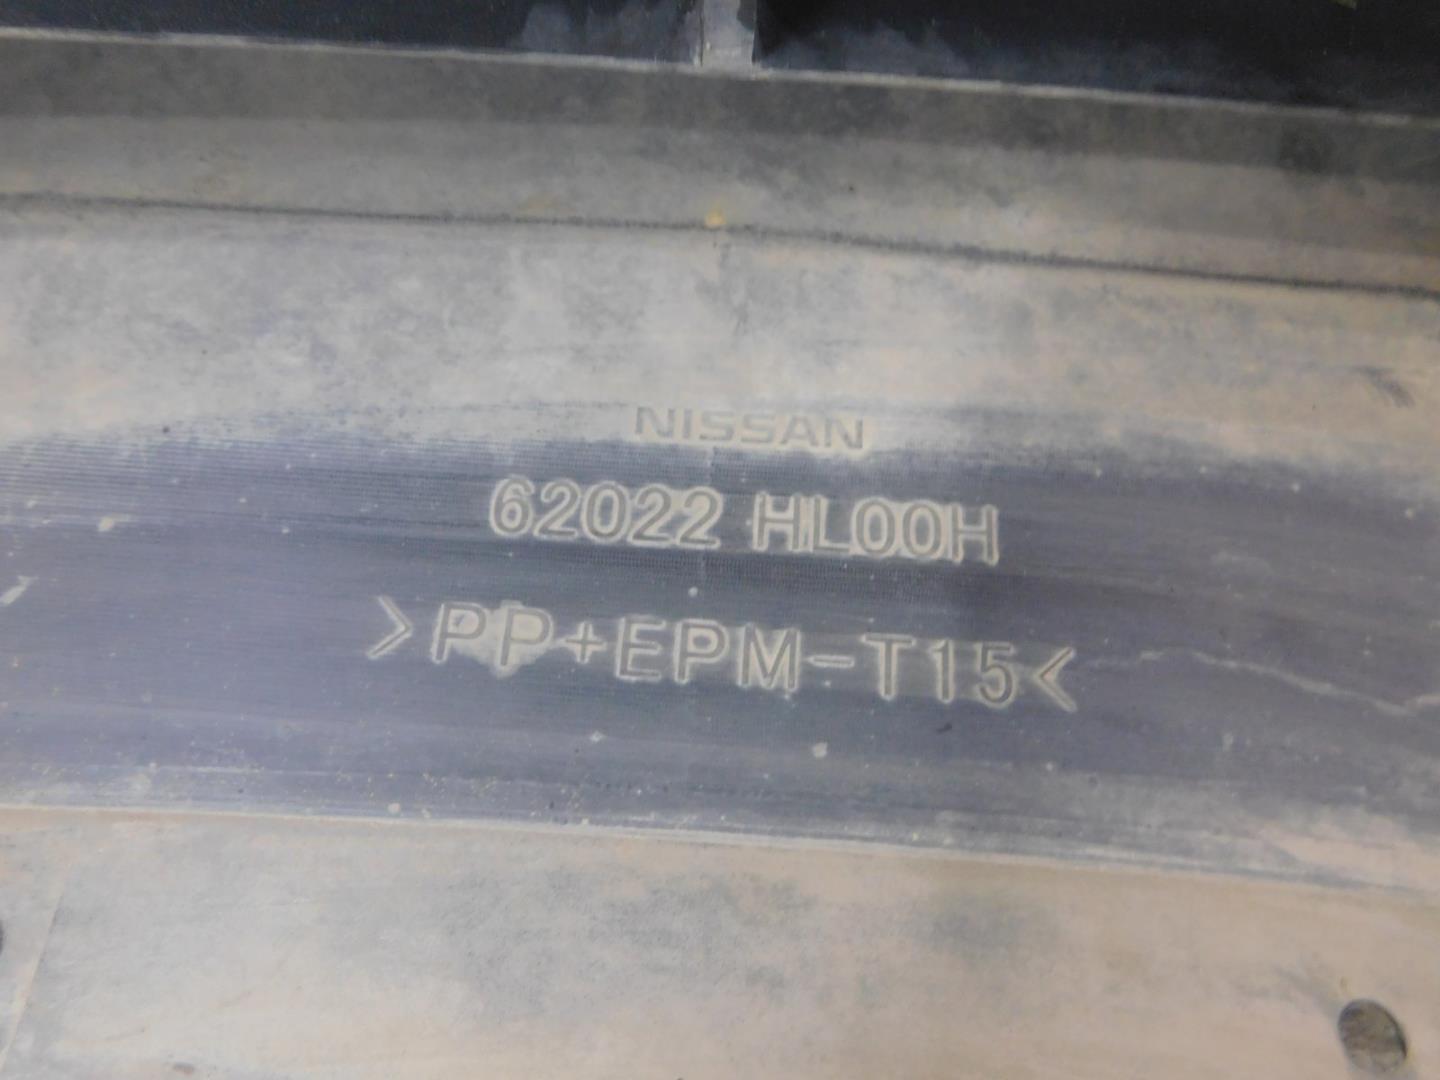 NISSAN
62022 HL00H
>PP+EPM-T15<